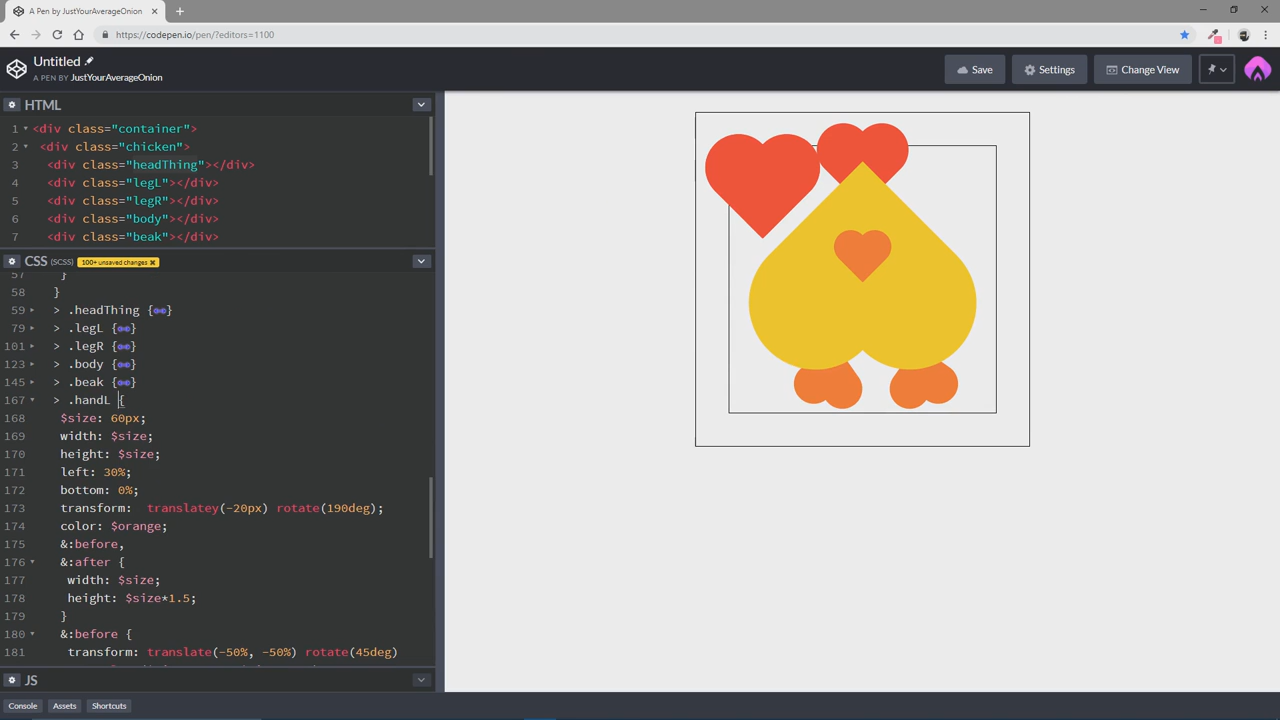 A Pen by JustYourAverageOnion
https://codepen.io/pen/?editors=1100
Untitled
A PEN BY JustYourAverageOnion
Save
Settings
Change View
HTML
1 <div class="container">
2 <div class="chicken">
3 <div class="headThing"></div>
4 <div class="legL"></div>
5 <div class="legR"></div>
6 <div class="body"></div>
7 <div class="beak"></div>
CSS (SCSS) 100+ unsaved changes ×
57 }
58 }
59 > .headThing {
79 > .legL {
101 > .legR {
123 > .body {
145 > .beak {
167 > .handL {
168 $size: 60px;
169 width: $size;
170 height: $size;
171 left: 30%;
172 bottom: 0%;
173 transform: translatey(-20px) rotate(190deg);
174 color: $orange;
175 &:before,
176 &:after {
177 width: $size;
178 height: $size*1.5;
179 }
180 &:before {
181 transform: translate(-50%, -50%) rotate(45deg)
JS
Console
Assets
Shortcuts